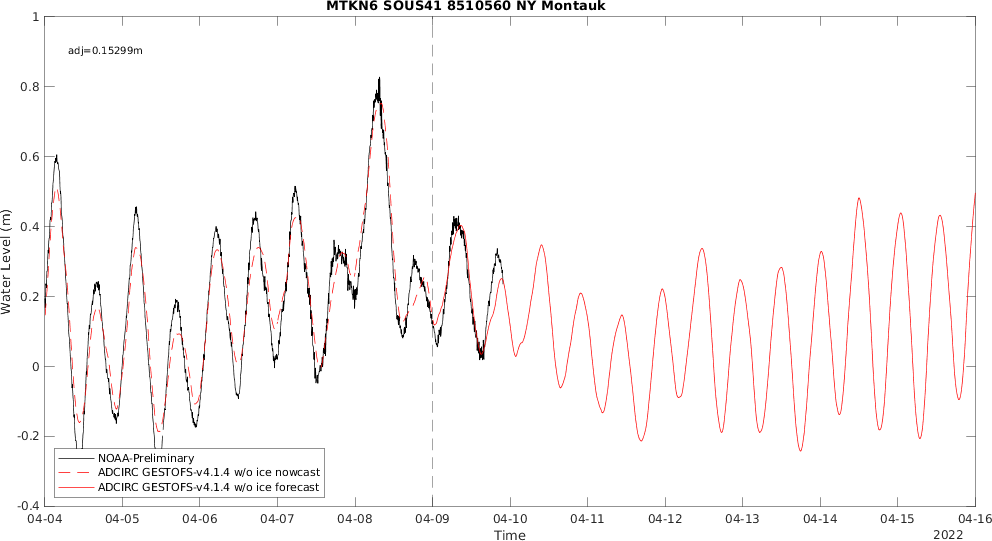 MTKN6 SOUS41 8510560 NY Montauk
adj=0.15299m
1
0.8
0.6
0.4
0.2
0
-0.2
-0.4
Water Level (m)
NOAA-Preliminary
ADCIRC GESTOFS-v4.1.4 w/o ice nowcast
ADCIRC GESTOFS-v4.1.4 w/o ice forecast
04-04 04-05 04-06 04-07 04-08 04-09 04-10 04-11 04-12 04-13 04-14 04-15 04-16
Time
2022